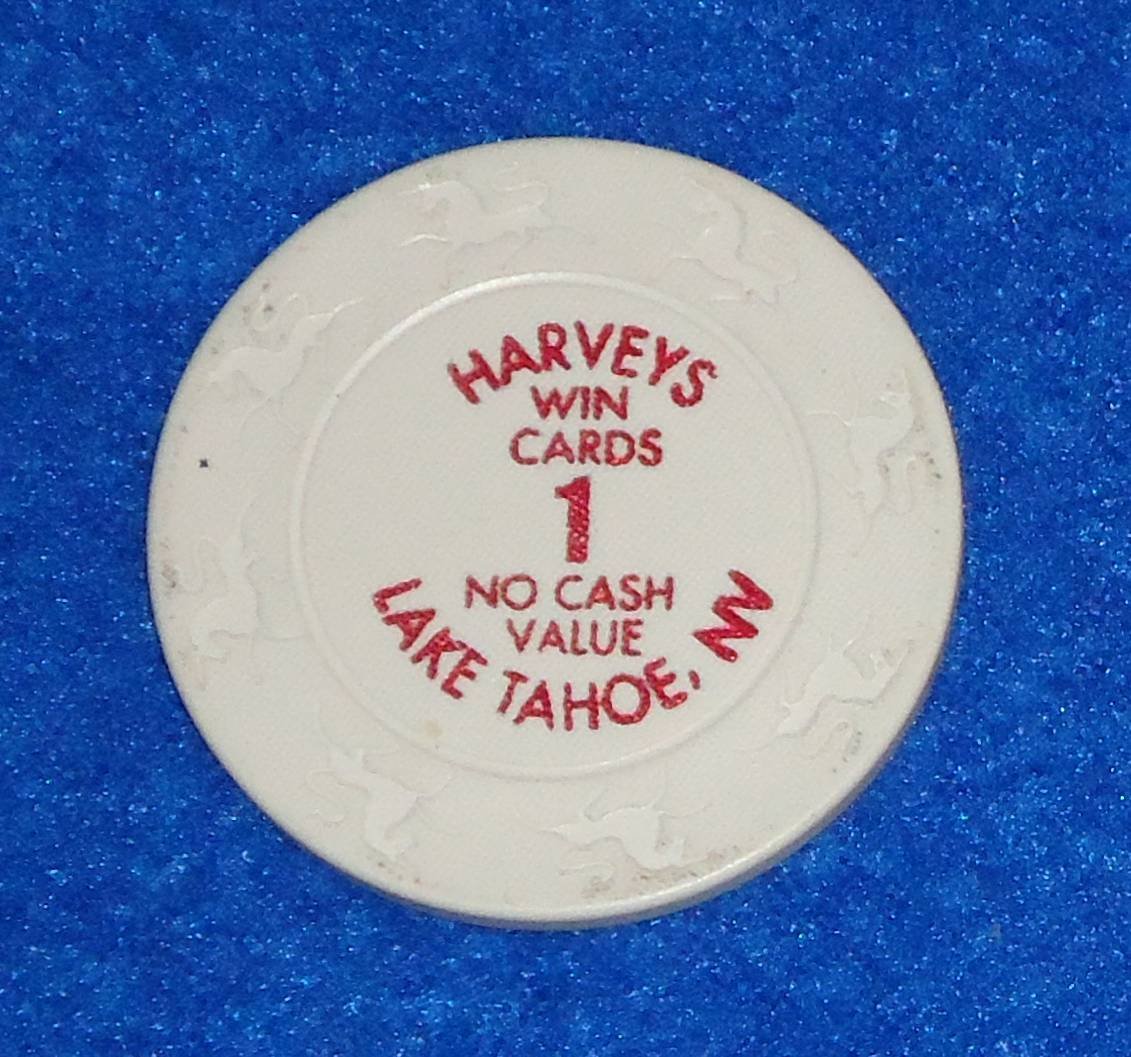 HARVEYS
WIN
CARDS
1
NO CASH
VALUE
LAKE TAHOE, NV